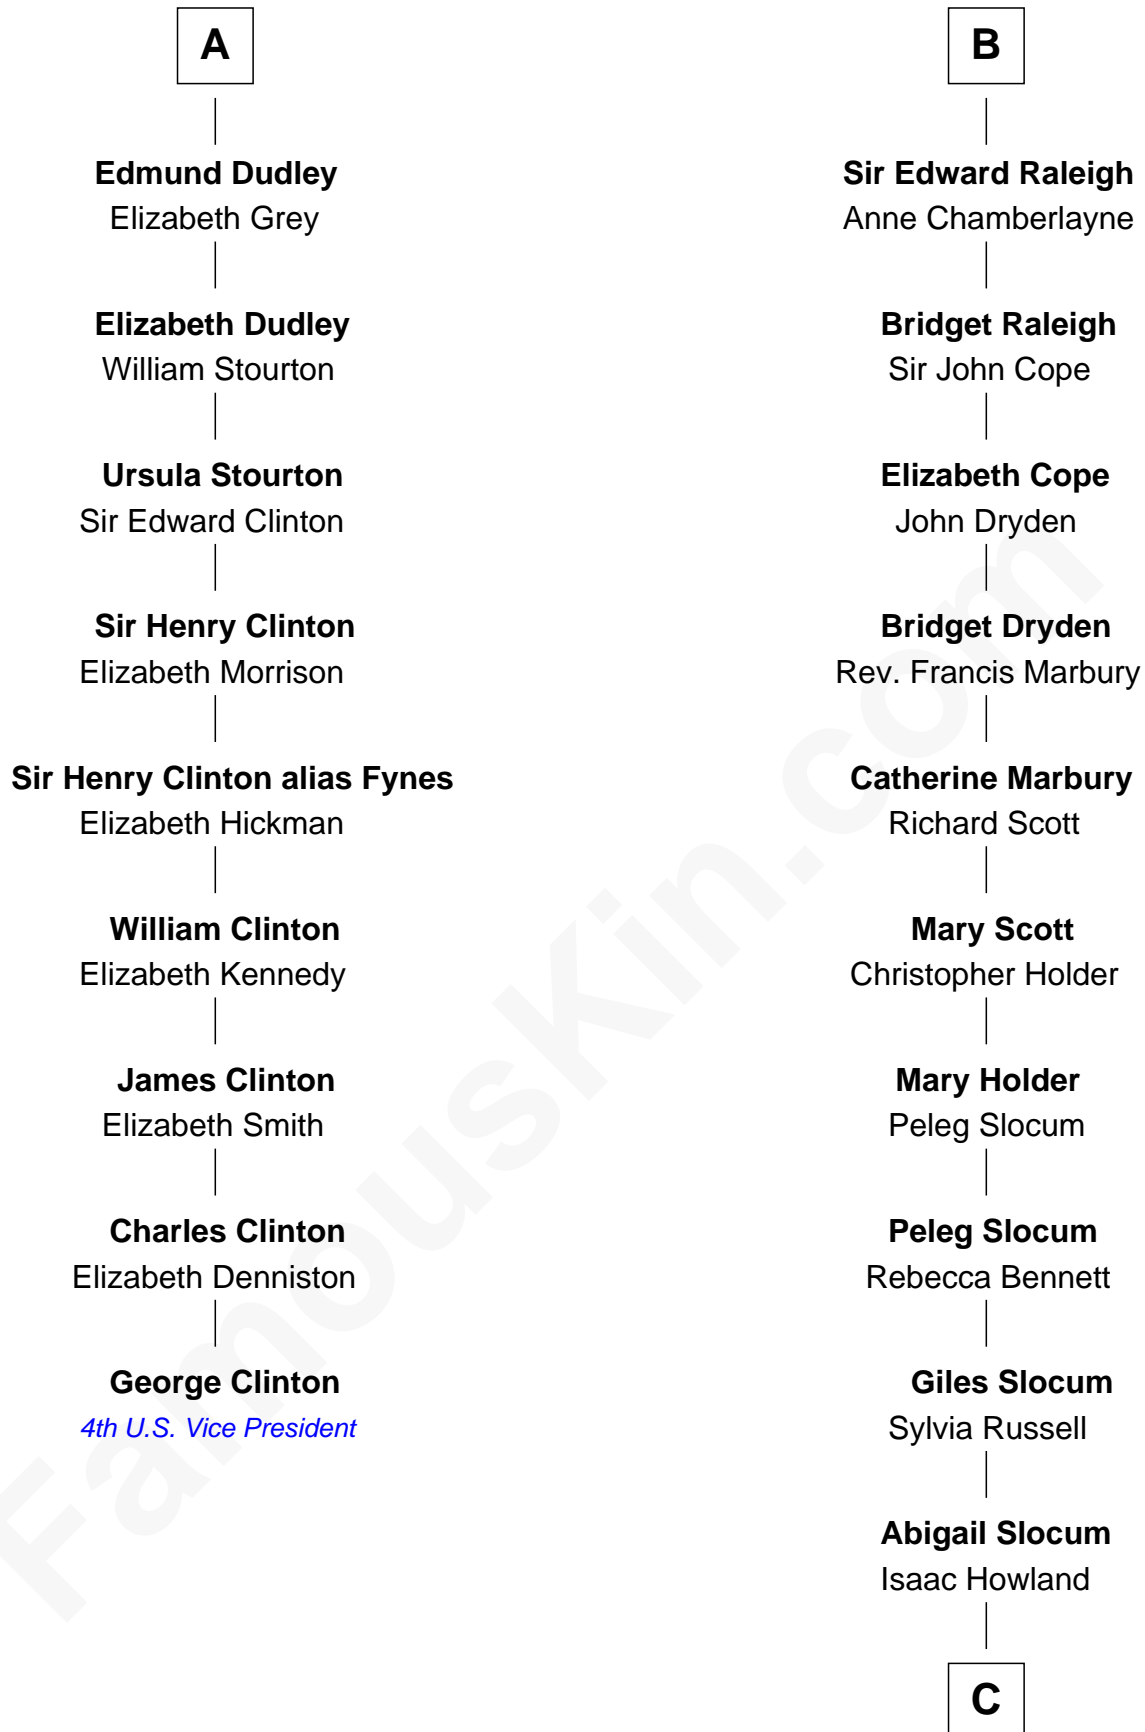 A
Edmund Dudley
Elizabeth Grey
Elizabeth Dudley
William Stourton
Ursula Stourton
Sir Edward Clinton
Sir Henry Clinton
Elizabeth Morrison
Sir Henry Clinton alias Fynes
Elizabeth Hickman
William Clinton
Elizabeth Kennedy
James Clinton
Elizabeth Smith
Charles Clinton
Elizabeth Denniston
George Clinton
4th U.S. Vice President
B
Sir Edward Raleigh
Anne Chamberlayne
Bridget Raleigh
Sir John Cope
Elizabeth Cope
John Dryden
Bridget Dryden
Rev. Francis Marbury
Catherine Marbury
Richard Scott
Mary Scott
Christopher Holder
Mary Holder
Peleg Slocum
Peleg Slocum
Rebecca Bennett
Giles Slocum
Sylvia Russell
Abigail Slocum
Isaac Howland
C
FamousKin.com